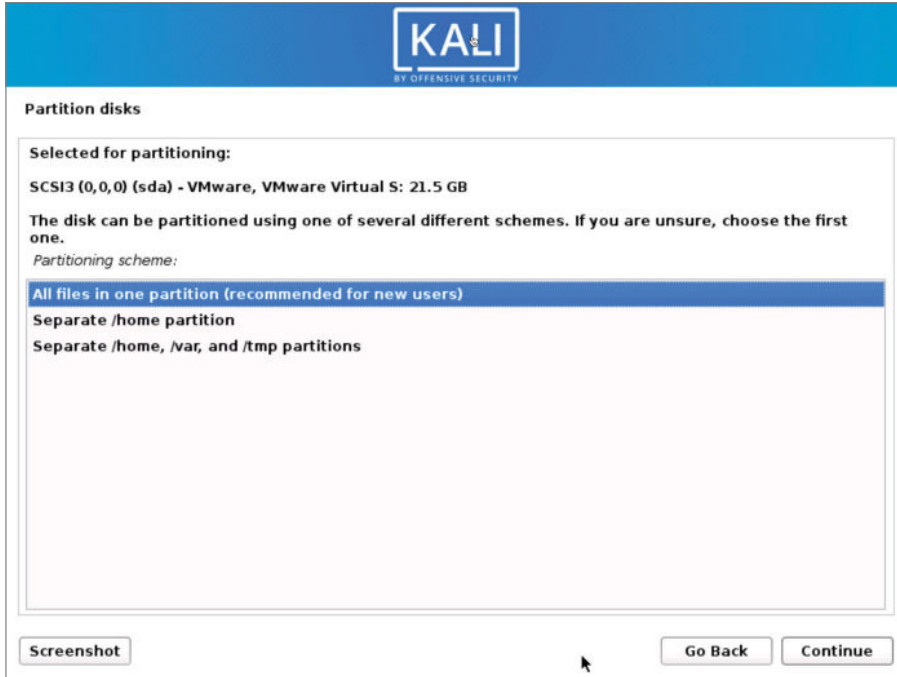 KALI
BY OFFENSIVE SECURITY
Partition disks
Selected for partitioning:
SCSI3 (0,0,0) (sda) - VMware, VMware Virtual S: 21.5 GB
The disk can be partitioned using one of several different schemes. If you are unsure, choose the first
one.
Partitioning scheme:
All files in one partition (recommended for new users)
Separate /home partition
Separate /home, /var, and /tmp partitions
Screenshot
Go Back
Continue